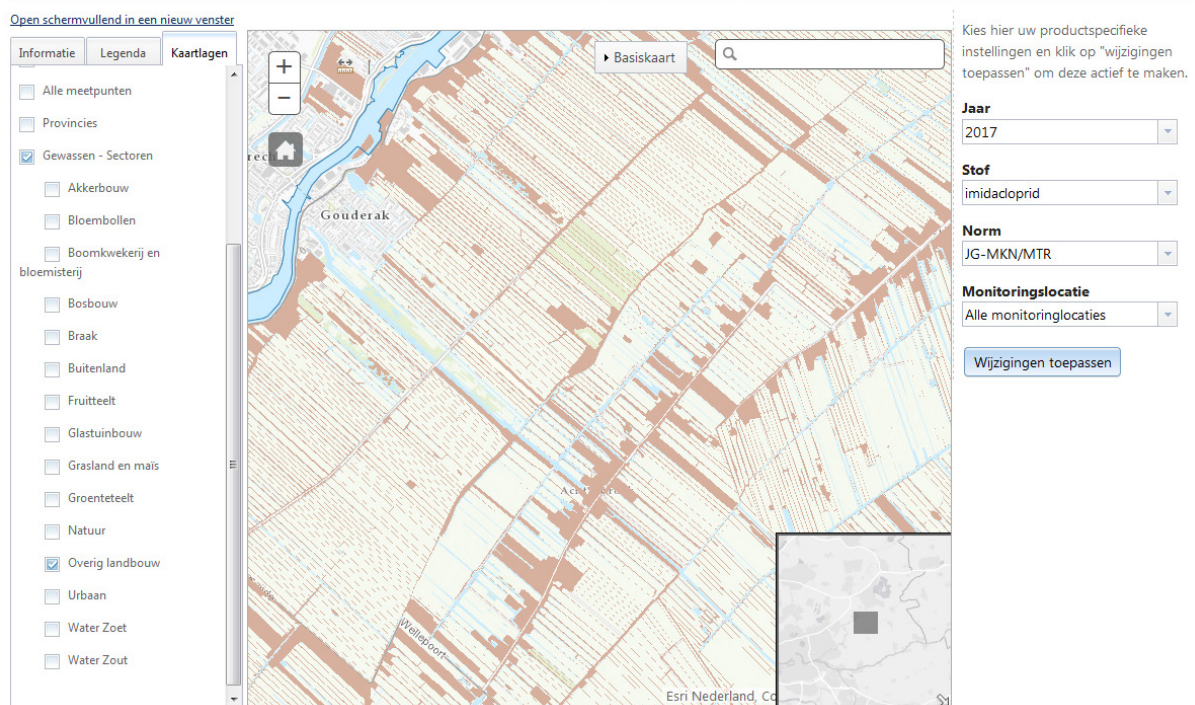 Open schermvullend in een nieuw venster
Informatie
Legenda
Kaartlagen
Alle meetpunten
Provincies
Gewassen - Sectoren
Akkerbouw
Bloembollen
Boomkwekerij en
bloemisterij
Bosbouw
Braak
Buitenland
Fruitteelt
Glastuinbouw
Grasland en maïs
Groenteteelt
Natuur
Overig landbouw
Urbaan
Water Zoet
Water Zout
+
−
Basiskaart
Gouderak
Wellepoort
Esri Nederland, Co
Kies hier uw productspecifieke
instellingen en klik op "wijzigingen
toepassen" om deze actief te maken.
Jaar
2017
Stof
imidacloprid
Norm
JG-MKN/MTR
Monitoringslocatie
Alle monitoringlocaties
Wijzigingen toepassen